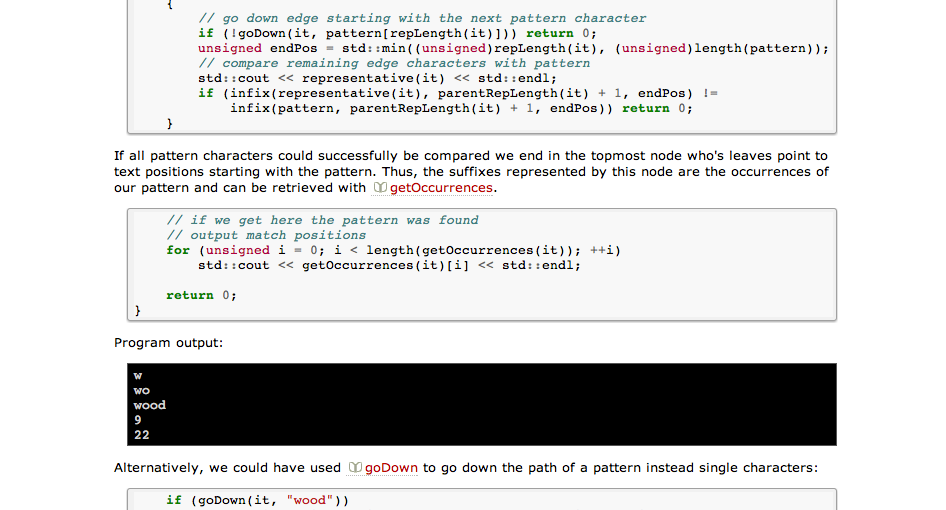 {
// go down edge starting with the next pattern character
if (!goDown(it, pattern[repLength(it)])) return 0;
unsigned endPos = std::min((unsigned)repLength(it), (unsigned)length(pattern));
// compare remaining edge characters with pattern
std::cout << representative(it) << std::endl;
if (infix(representative(it), parentRepLength(it) + 1, endPos) !=
infix(pattern, parentRepLength(it) + 1, endPos)) return 0;
}
If all pattern characters could successfully be compared we end in the topmost node who's leaves point to
text positions starting with the pattern. Thus, the suffixes represented by this node are the occurrences of
our pattern and can be retrieved with getOccurrences.
// if we get here the pattern was found
// output match positions
for (unsigned i = 0; i < length(getOccurrences(it)); ++i)
std::cout << getOccurrences(it)[i] << std::endl;
return 0;
}
Program output:
w
wo
wood
9
22
Alternatively, we could have used goDown to go down the path of a pattern instead single characters:
if (goDown(it, "wood"))